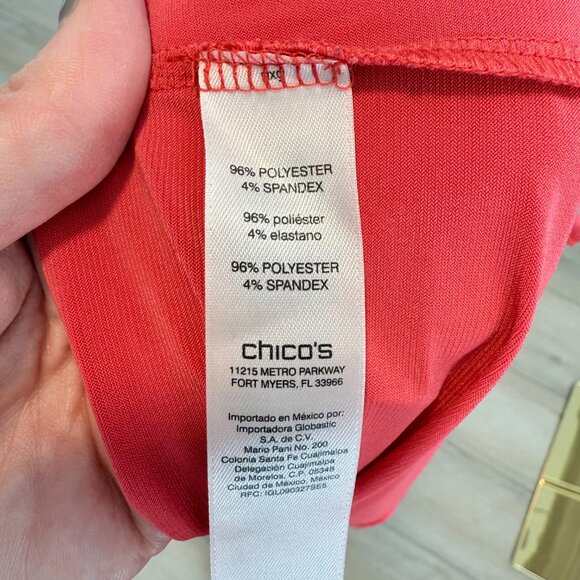 96% POLYESTER
4% SPANDEX
96% poliéster
4% elastano
96% POLYESTER
4% SPANDEX
chico's
11215 METRO PARKWAY
FORT MYERS, FL 33966
Importado en México por:
Importadora Globastic
S.A. de C.V.
Mario Pani No. 200
Colonia Santa Fe Cuajimalpa
Delegación Cuajimalpa
de Morelos, C.P. 05348
Ciudad de México, México
RFC: IGL090327SE8